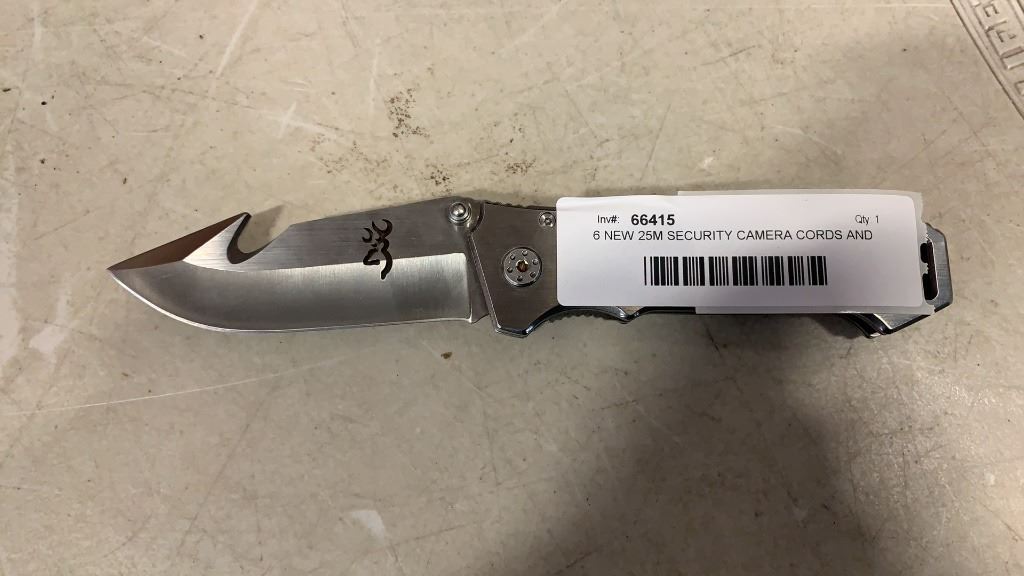 Inv#: 66415 Qty 1
6 NEW 25M SECURITY CAMERA CORDS AND